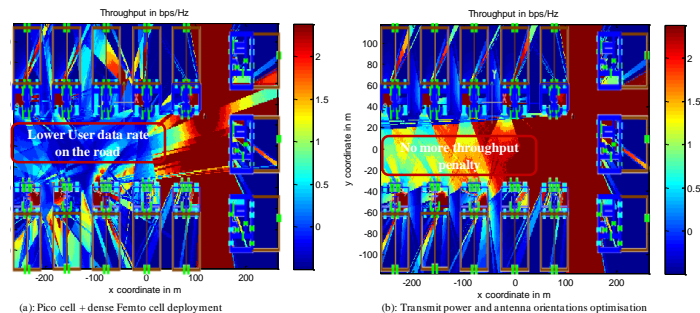 Throughput in bps/Hz
Lower User data rate
on the road
2
1.5
1
0.5
0
-200
-100
0
100
200
x coordinate in m
(a): Pico cell + dense Femto cell deployment
Throughput in bps/Hz
y coordinate in m
100
80
60
40
20
0
-20
-40
-60
-80
-100
No more throughput
penalty
2
1.5
1
0.5
0
-200
-100
0
100
200
x coordinate in m
(b): Transmit power and antenna orientations optimisation